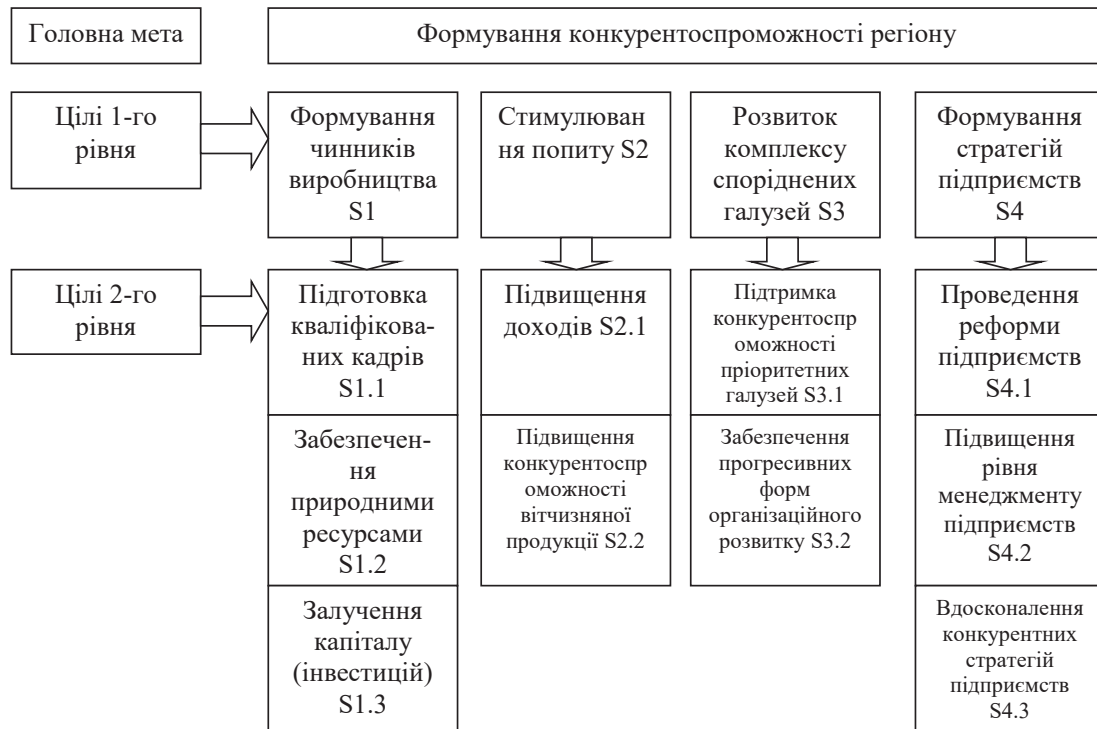 Головна мета
Формування конкурентоспроможності регіону
Цілі 1-го
рівня
Формування
чинників
виробництва
S1
Стимулюван
ня попиту S2
Розвиток
комплексу
споріднених
галузей S3
Формування
стратегій
підприємств
S4
Цілі 2-го
рівня
Підготовка
кваліфікова-
них кадрів
S1.1
Підвищення
доходів S2.1
Підтримка
конкурентоспр
оможності
пріоритетних
галузей S3.1
Проведення
реформи
підприємств
S4.1
Забезпечен-
ня
природними
ресурсами
S1.2
Підвищення
конкурентоспр
оможності
вітчизняної
продукції S2.2
Забезпечення
прогресивних
форм
організаційного
розвитку S3.2
Підвищення
рівня
менеджменту
підприємств
S4.2
Залучення
капіталу
(інвестицій)
S1.3
Вдосконалення
конкурентних
стратегій
підприємств
S4.3